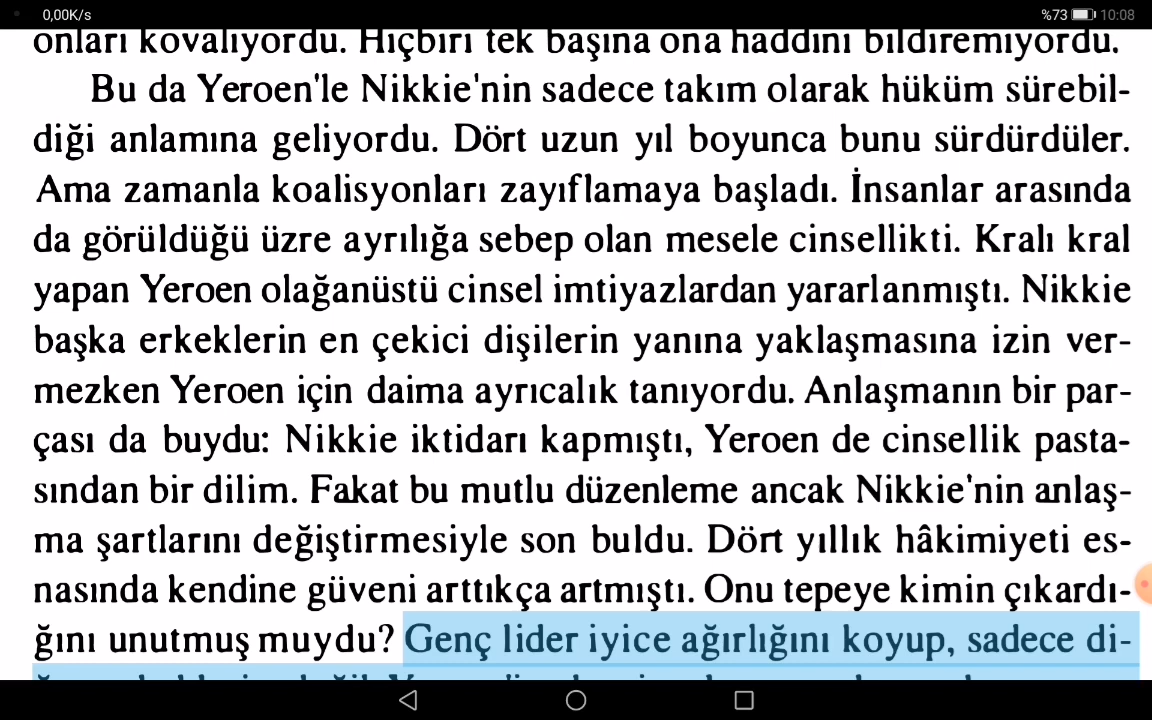 0,00K/s %73 10:08
onları kovalıyordu. Hiçbiri tek başına ona haddini bildiremiyordu.
Bu da Yeroen'le Nikkie'nin sadece takım olarak hüküm sürebil-
diği anlamına geliyordu. Dört uzun yıl boyunca bunu sürdürdüler.
Ama zamanla koalisyonları zayıflamaya başladı. İnsanlar arasında
da görüldüğü üzre ayrılığa sebep olan mesele cinsellikti. Kralı kral
yapan Yeroen olağanüstü cinsel imtiyazlardan yararlanmıştı. Nikkie
başka erkeklerin en çekici dişilerin yanına yaklaşmasına izin ver-
mezken Yeroen için daima ayrıcalık tanıyordu. Anlaşmanın bir par-
çası da buydu: Nikkie iktidarı kapmıştı, Yeroen de cinsellik pasta-
sından bir dilim. Fakat bu mutlu düzenleme ancak Nikkie'nin anlaş-
ma şartlarını değiştirmesiyle son buldu. Dört yıllık hâkimiyeti es-
nasında kendine güveni arttıkça artmıştı. Onu tepeye kimin çıkardı-
ğını unutmuş muydu? Genç lider iyice ağırlığını koyup, sadece di-